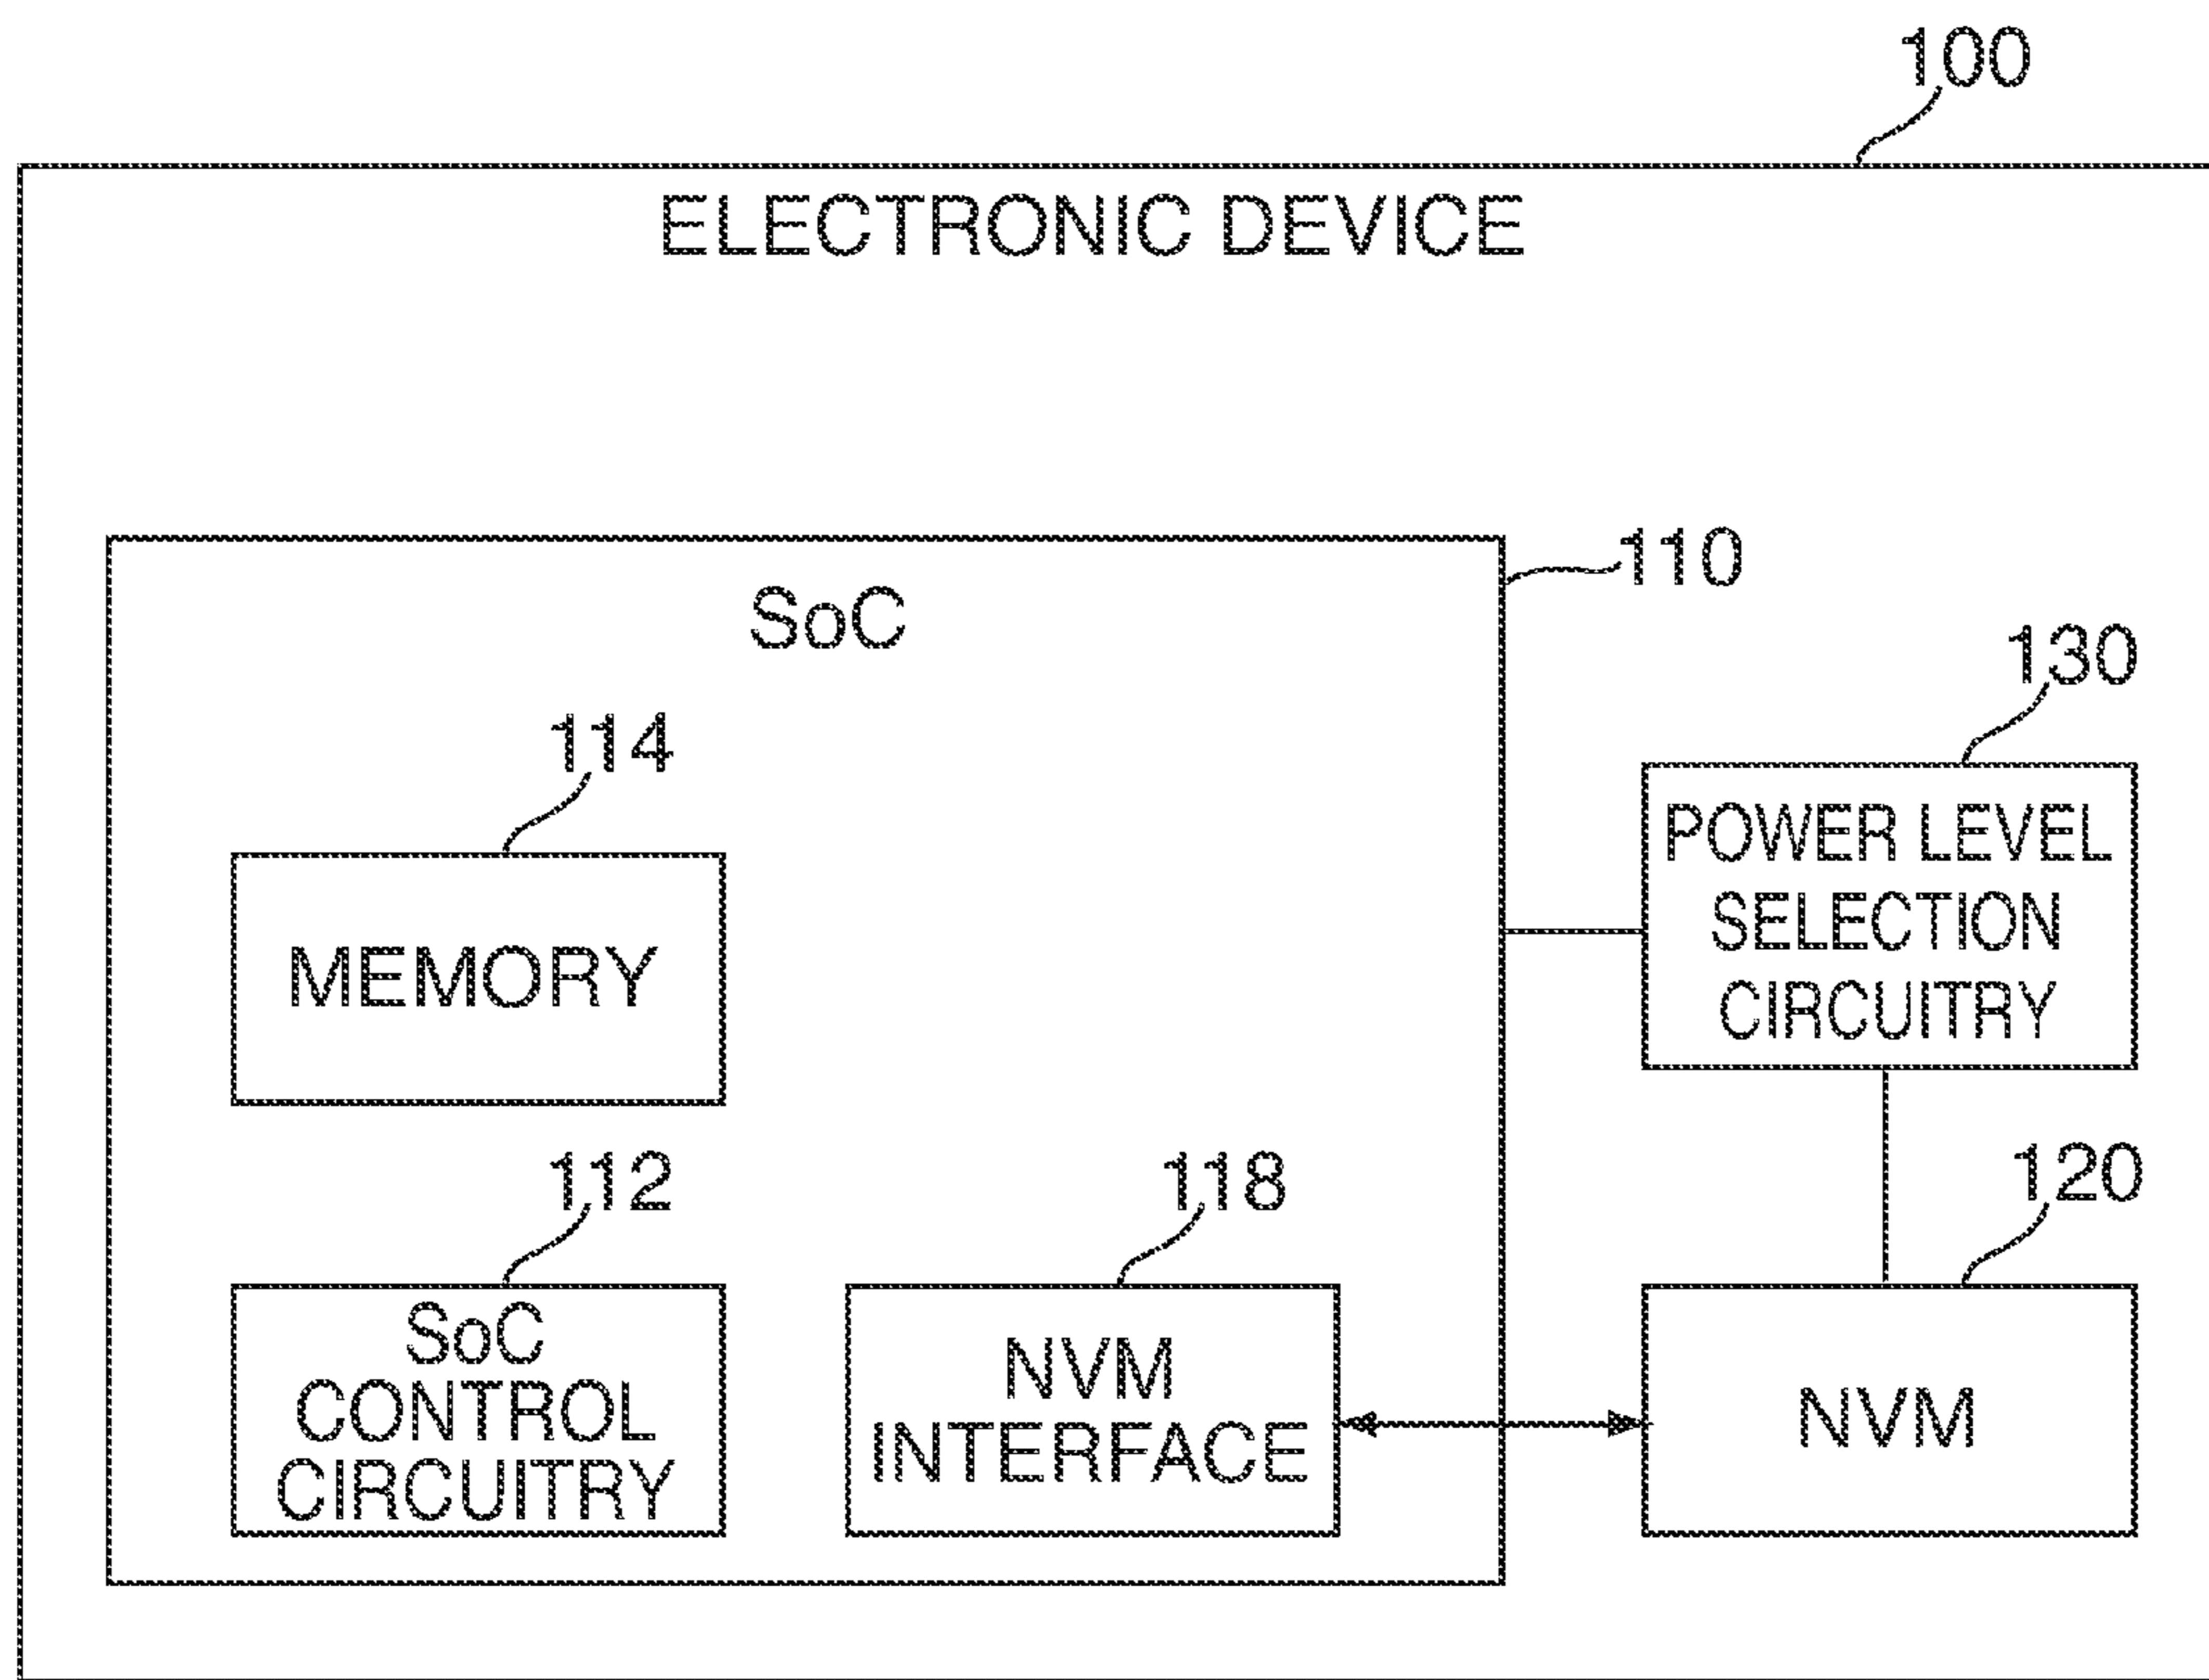 100
ELECTRONIC DEVICE
110
SoC
130
114
POWER LEVEL
SELECTION
CIRCUITRY
MEMORY
112
118
120
SoC
CONTROL
CIRCUITRY
NVM
INTERFACE
NVM